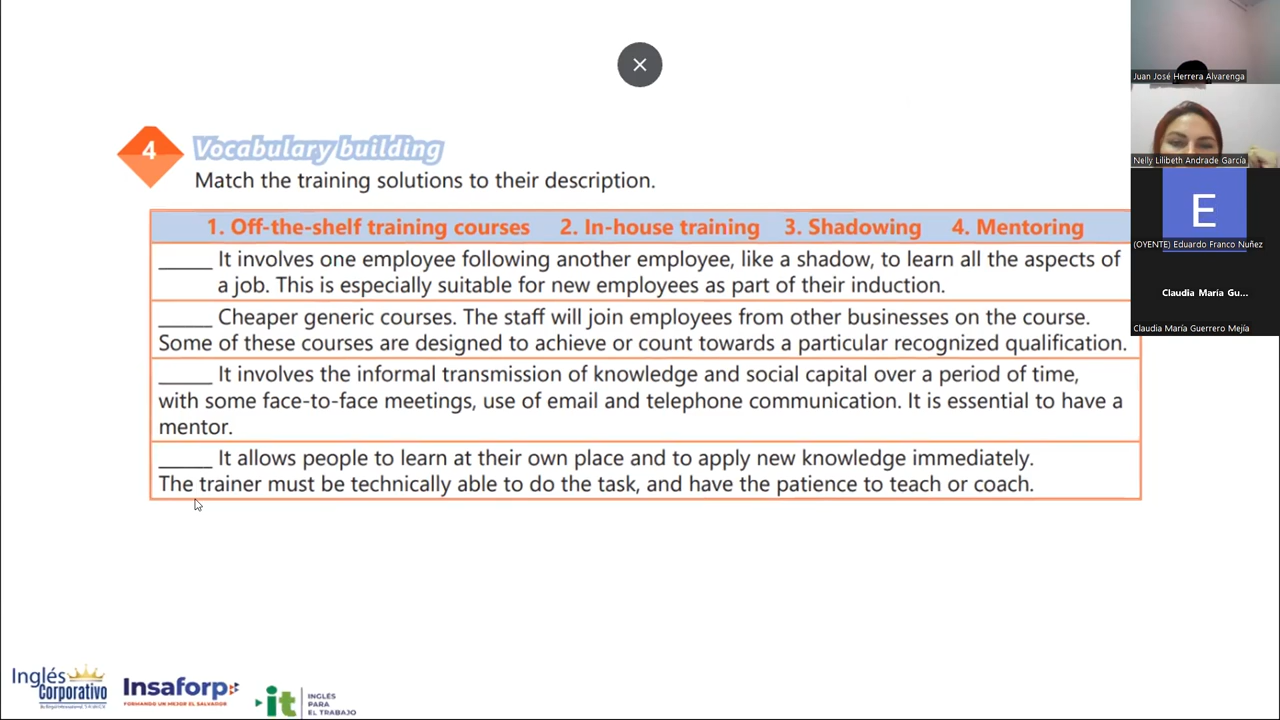 4
Vocabulary building
Match the training solutions to their description.
1. Off-the-shelf training courses 2. In-house training 3. Shadowing 4. Mentoring
_____ It involves one employee following another employee, like a shadow, to learn all the aspects of
a job. This is especially suitable for new employees as part of their induction.
_____ Cheaper generic courses. The staff will join employees from other businesses on the course.
Some of these courses are designed to achieve or count towards a particular recognized qualification.
_____ It involves the informal transmission of knowledge and social capital over a period of time,
with some face-to-face meetings, use of email and telephone communication. It is essential to have a
mentor.
_____ It allows people to learn at their own place and to apply new knowledge immediately.
The trainer must be technically able to do the task, and have the patience to teach or coach.
Juan José Herrera Alvarenga
Nelly Lilibeth Andrade García
E
(OYENTE) Eduardo Franco Nuñez
Claudia María Gu...
Claudia María Guerrero Mejía
Inglés
Corporativo
Insaforp
FORMANDO UN MEJOR EL SALVADOR
it
INGLÉS
PARA
EL TRABAJO